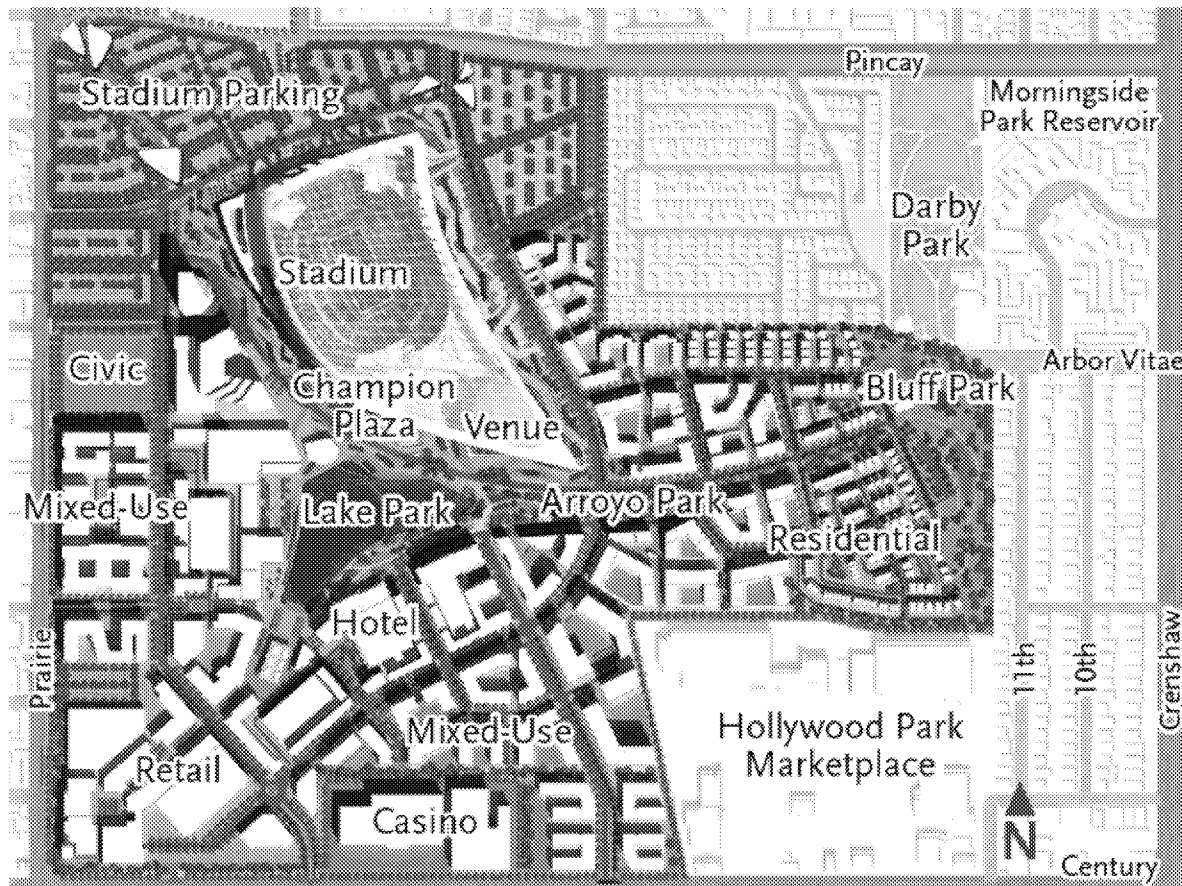 Pincay
Stadium Parking
Morningside
Park Reservoir
Darby
Park
Stadium
Civic
Arbor Vitae
Champion
Plaza
Bluff Park
Venue
Mixed-Use
Lake Park
Arroyo Park
Residential
Hotel
Prairie
11th
10th
Crenshaw
Mixed-Use
Hollywood Park
Marketplace
Retail
Casino
N
Century